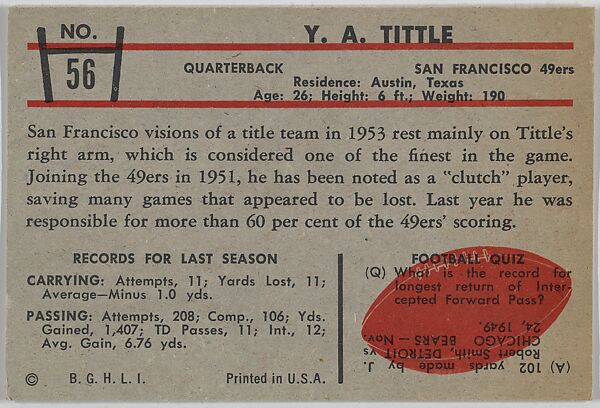 NO.
56
Y. A. TITTLE
QUARTERBACK SAN FRANCISCO 49ers
Residence: Austin, Texas
Age: 26; Height: 6 ft.; Weight: 190
San Francisco visions of a title team in 1953 rest mainly on Tittle's
right arm, which is considered one of the finest in the game.
Joining the 49ers in 1951, he has been noted as a "clutch" player,
saving many games that appeared to be lost. Last year he was
responsible for more than 60 per cent of the 49ers' scoring.
RECORDS FOR LAST SEASON
CARRYING: Attempts, 11; Yards Lost, 11;
Average—Minus 1.0 yds.
PASSING: Attempts, 208; Comp., 106; Yds.
Gained, 1,407; TD Passes, 11; Int., 12;
Avg. Gain, 6.76 yds.
© B. G. H. L. I. Printed in U.S.A.
FOOTBALL QUIZ
(Q) What is the record for
longest return of Inter-
cepted Forward Pass?
(A) 102 yards made by J.
Robert Smith, DETROIT vs
CHICAGO BEARS — Nov.
24, 1949.